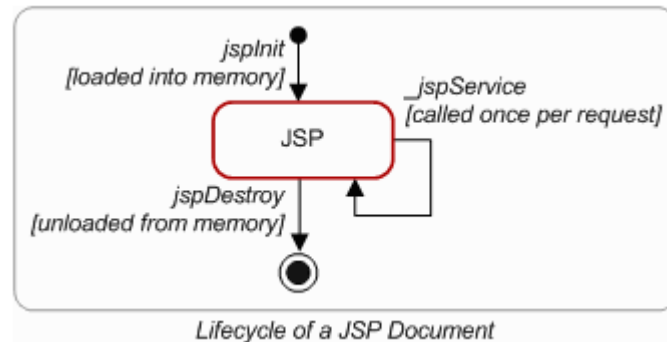 jspInit
[loaded into memory]
_jspService
[called once per request]
JSP
jspDestroy
[unloaded from memory]
Lifecycle of a JSP Document